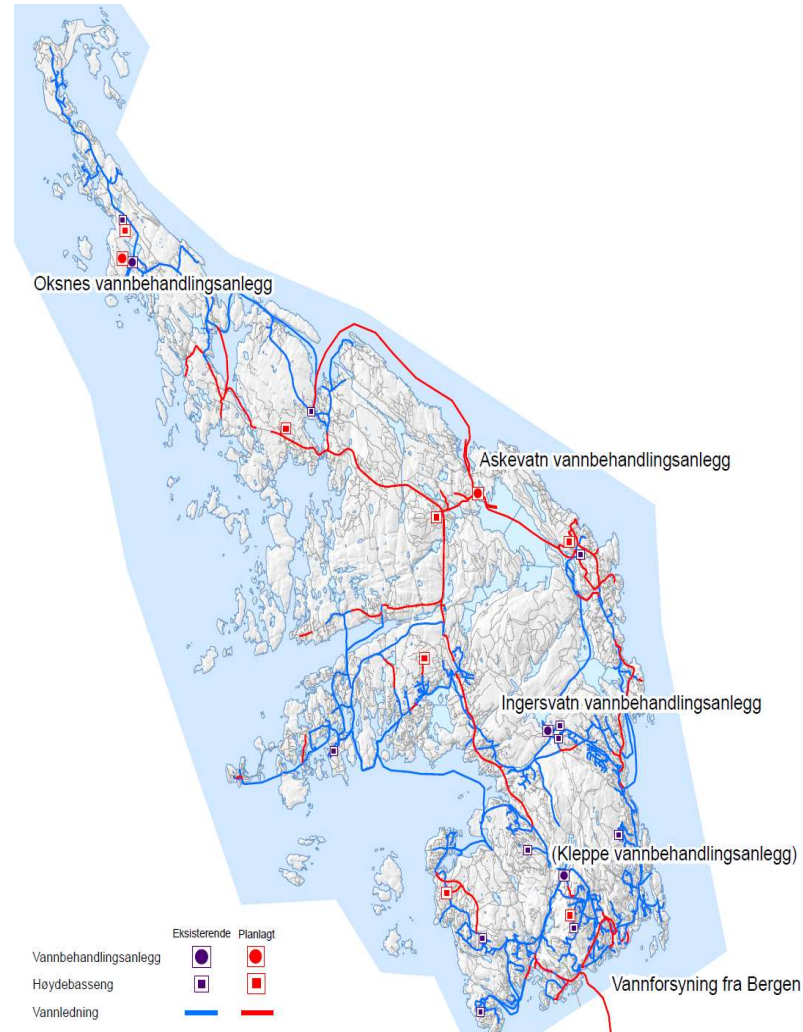 Oksnes vannbehandlingsanlegg
Askevatn vannbehandlingsanlegg
Ingersvatn vannbehandlingsanlegg
(Kleppe vannbehandlingsanlegg)
Vannforsyning fra Bergen
Eksisterende Planlagt
Vannbehandlingsanlegg
Høydebasseng
Vannledning